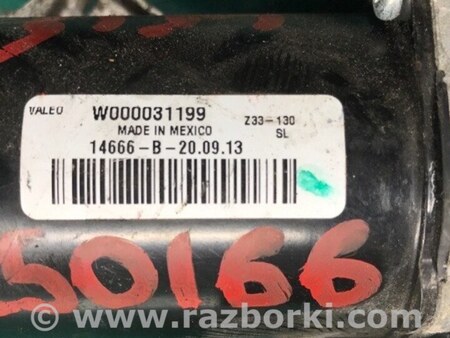 VALEO W000031199 Z33-130
MADE IN MEXICO SL
14666-B-20.09.13
50166
www.razborki.com